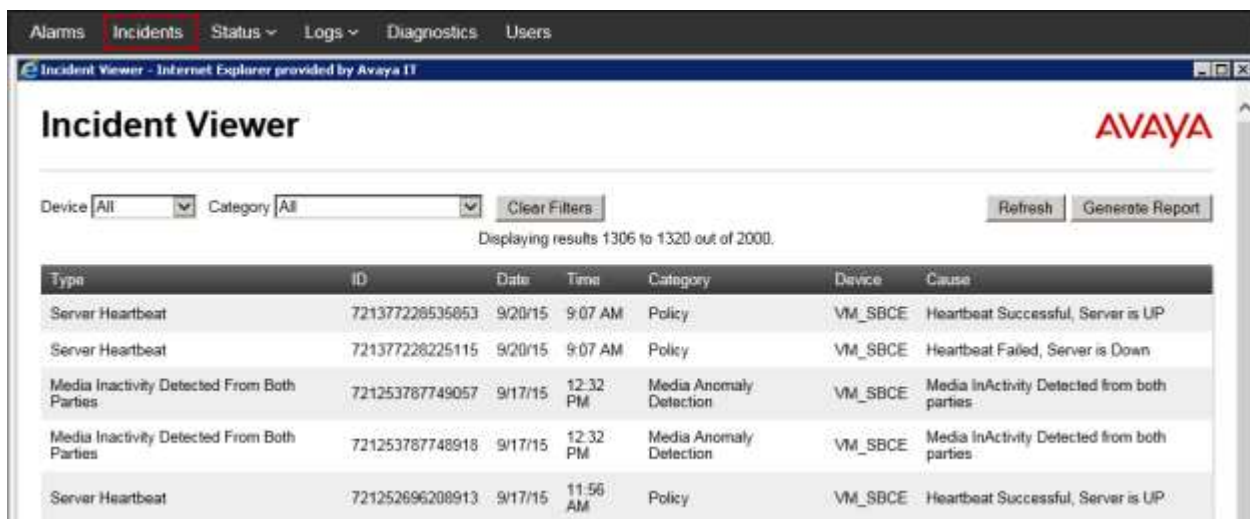 Alarms Incidents Status Logs Diagnostics Users
Incident Viewer - Internet Explorer provided by Avaya IT
Incident Viewer AVAYA
Device All Category All Clear Filters Refresh Generate Report
Displaying results 1306 to 1320 out of 2000.
Type ID Date Time Category Device Cause
Server Heartbeat 721377228535853 9/20/15 9:07 AM Policy VM_SBCE Heartbeat Successful, Server is UP
Server Heartbeat 721377228225115 9/20/15 9:07 AM Policy VM_SBCE Heartbeat Failed, Server is Down
Media Inactivity Detected From Both Parties 721253787749057 9/17/15 12:32 PM Media Anomaly Detection VM_SBCE Media InActivity Detected from both parties
Media Inactivity Detected From Both Parties 721253787748918 9/17/15 12:32 PM Media Anomaly Detection VM_SBCE Media InActivity Detected from both parties
Server Heartbeat 721252696208913 9/17/15 11:56 AM Policy VM_SBCE Heartbeat Successful, Server is UP